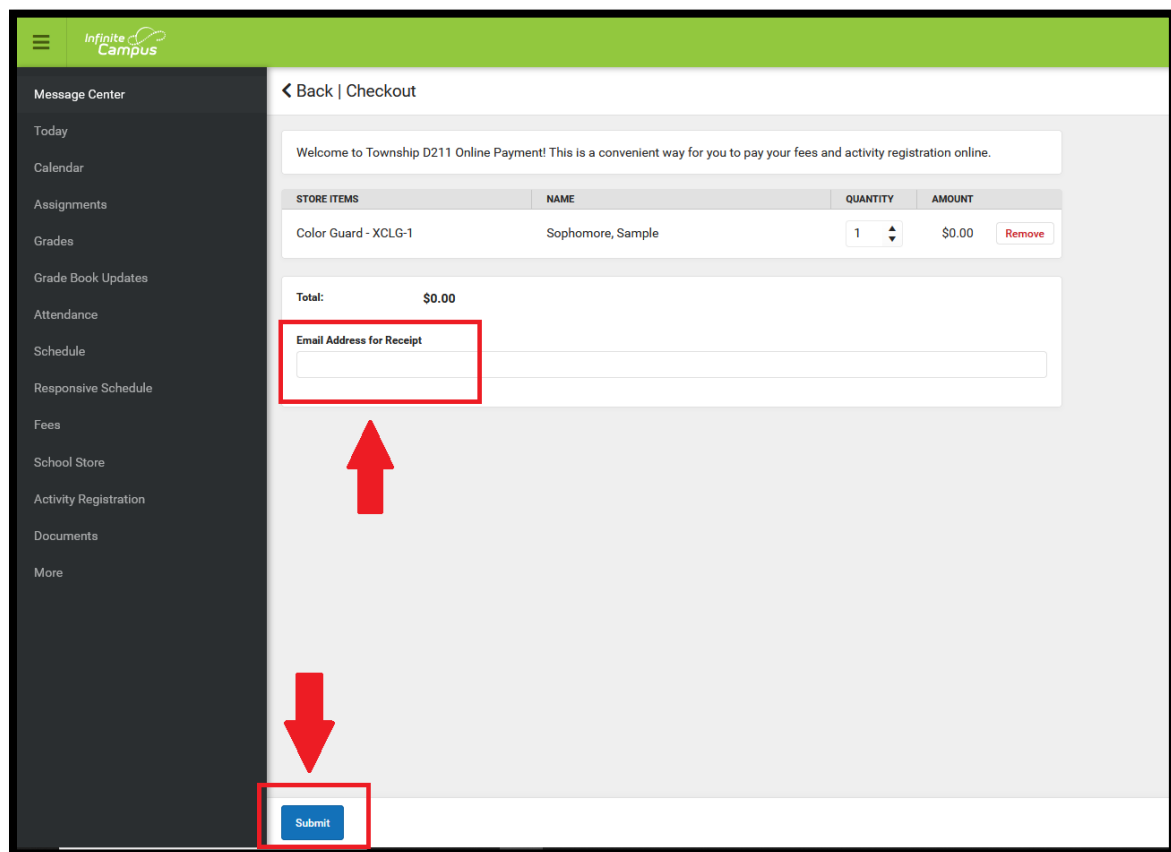 Infinite
Campus
Back | Checkout
Message Center
Today
Calendar
Assignments
Grades
Grade Book Updates
Attendance
Schedule
Responsive Schedule
Fees
School Store
Activity Registration
Documents
More
Welcome to Township D211 Online Payment! This is a convenient way for you to pay your fees and activity registration online.
STORE ITEMS NAME QUANTITY AMOUNT
Color Guard - XCLG-1 Sophomore, Sample 1 $0.00 Remove
Total: $0.00
Email Address for Receipt
Submit